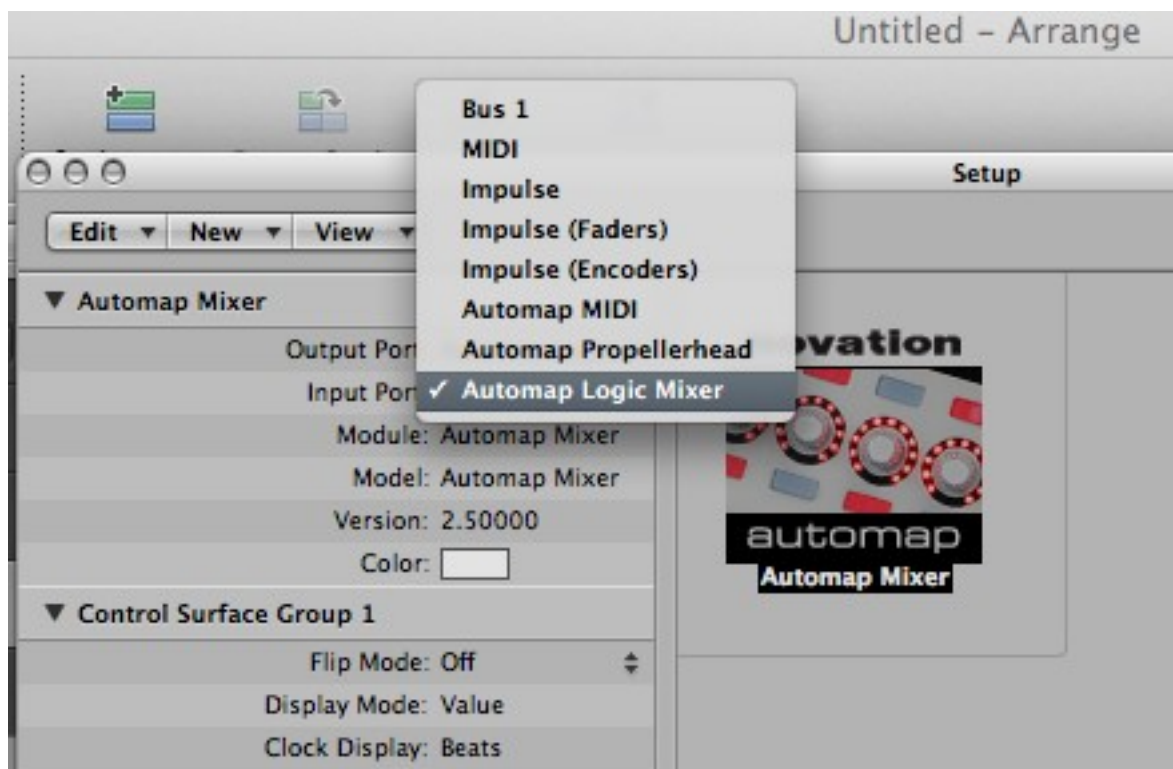 Untitled – Arrange
Bus 1
MIDI
Impulse
Impulse (Faders)
Impulse (Encoders)
Automap MIDI
Automap Propellerhead
✓ Automap Logic Mixer
Setup
Edit
New
View
Automap Mixer
Output Por
Input Por
Module: Automap Mixer
Model: Automap Mixer
Version: 2.50000
Color:
Control Surface Group 1
Flip Mode: Off
Display Mode: Value
Clock Display: Beats
ovation
automap
Automap Mixer